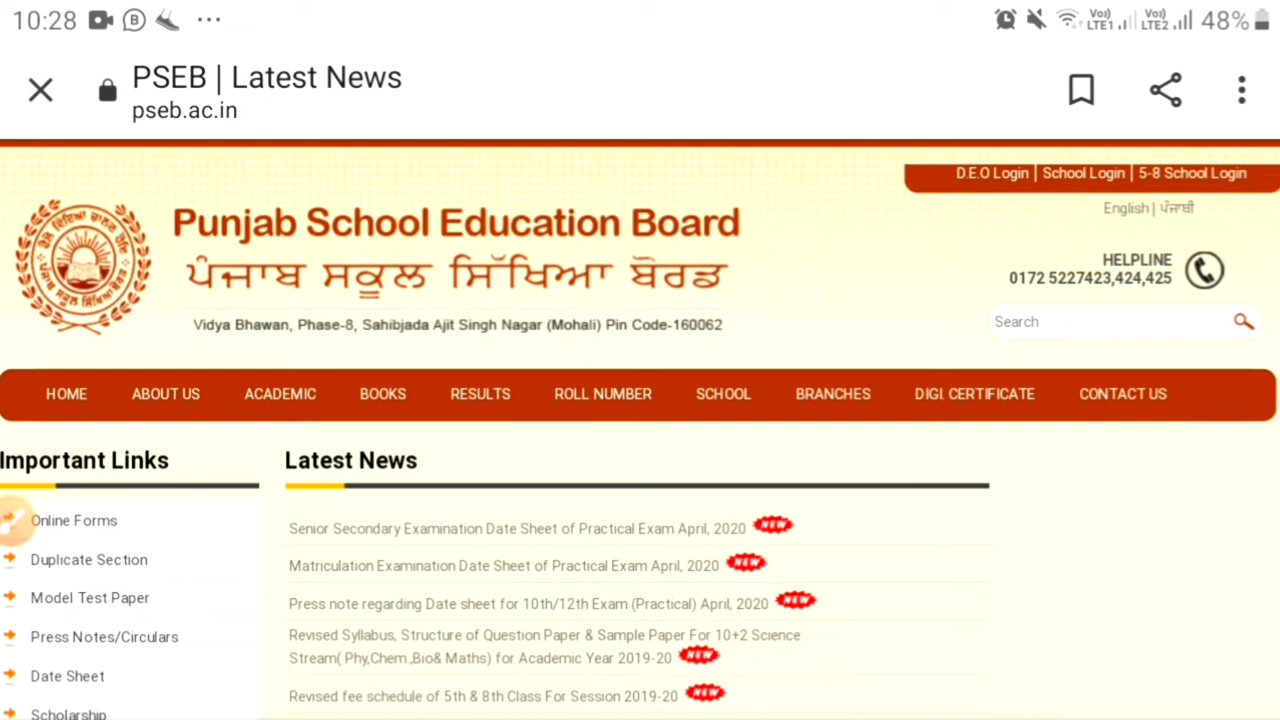 10:28
Vo)) LTE1 Vo)) LTE2 48%
PSEB | Latest News
pseb.ac.in
D.E.O Login | School Login | 5-8 School Login
English | ਪੰਜਾਬੀ
Punjab School Education Board
ਪੰਜਾਬ ਸਕੂਲ ਸਿੱਖਿਆ ਬੋਰਡ
Vidya Bhawan, Phase-8, Sahibjada Ajit Singh Nagar (Mohali) Pin Code-160062
HELPLINE
0172 5227423,424,425
Search
HOME ABOUT US ACADEMIC BOOKS RESULTS ROLL NUMBER SCHOOL BRANCHES DIGI. CERTIFICATE CONTACT US
Important Links
Online Forms
Duplicate Section
Model Test Paper
Press Notes/Circulars
Date Sheet
Scholarship
Latest News
Senior Secondary Examination Date Sheet of Practical Exam April, 2020 NEW
Matriculation Examination Date Sheet of Practical Exam April, 2020 NEW
Press note regarding Date sheet for 10th/12th Exam (Practical) April, 2020 NEW
Revised Syllabus, Structure of Question Paper & Sample Paper For 10+2 Science
Stream( Phy,Chem.,Bio& Maths) for Academic Year 2019-20 NEW
Revised fee schedule of 5th & 8th Class For Session 2019-20 NEW